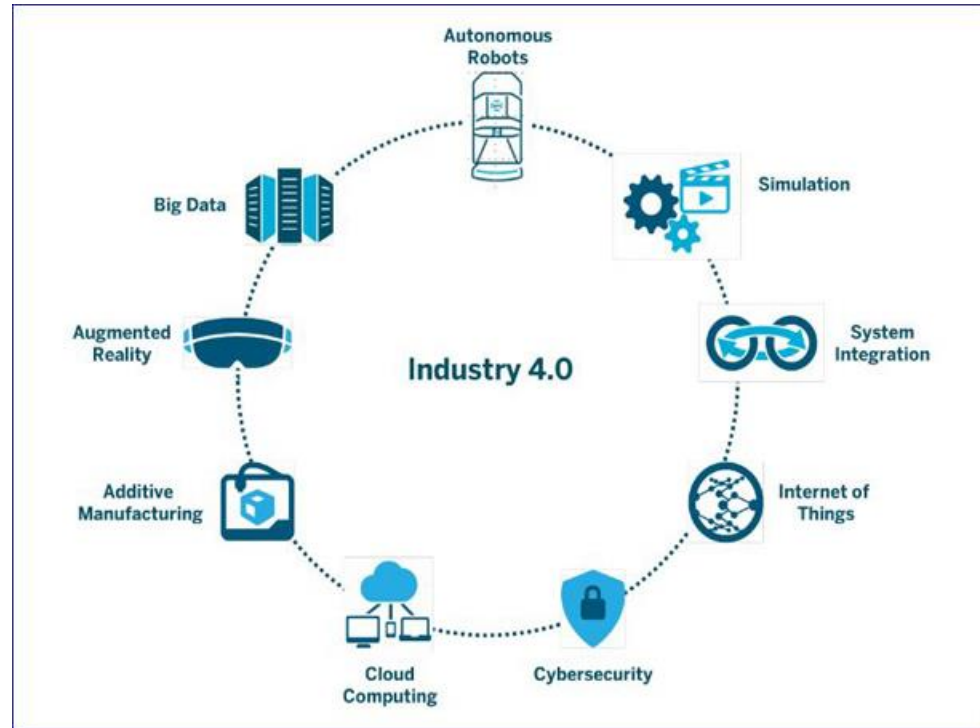 Autonomous
Robots
Simulation
System
Integration
Internet of
Things
Cybersecurity
Cloud
Computing
Additive
Manufacturing
Augmented
Reality
Big Data
Industry 4.0